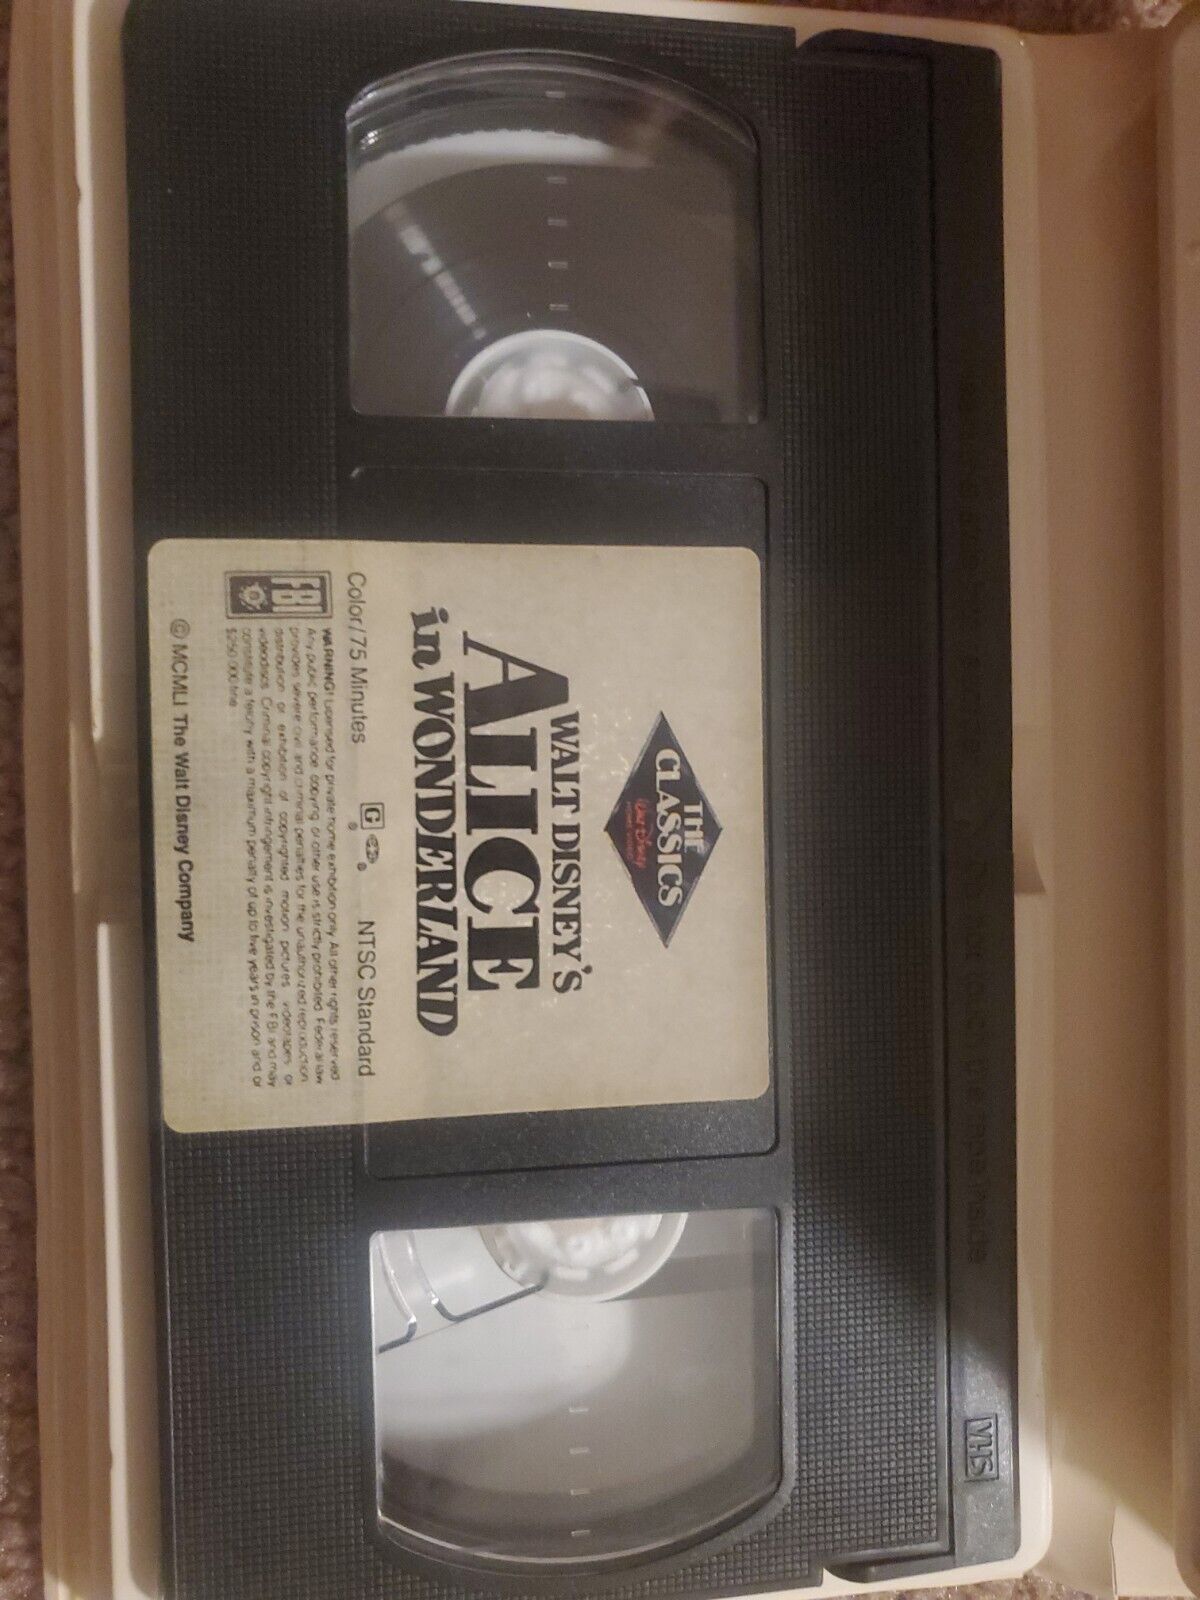 THE
CLASSICS
Walt Disney
HOME VIDEO
WALT DISNEY'S
ALICE
in WONDERLAND
Color/75 Minutes G ® ® NTSC Standard
FBI
WARNING! Licensed for private home exhibition only. All other rights reserved.
Any public performance, copying or other use is strictly prohibited. Federal law
provides severe civil and criminal penalties for the unauthorized reproduction,
distribution or exhibition of copyrighted motion pictures, videotapes or
videodiscs. Criminal copyright infringement is investigated by the FBI and may
constitute a felony with a maximum penalty of up to five years in prison and or
$250,000 fine.
© MCMLI The Walt Disney Company
VHS